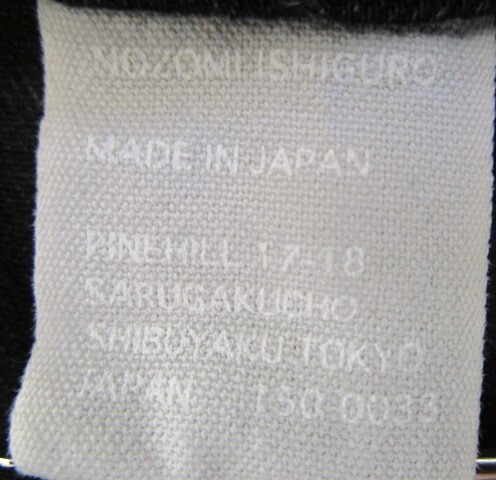 NOZOMI ISHIGURO
MADE IN JAPAN
PINEHILL 17-18
SARUGAKUCHO
SHIBUYAKU TOKYO
JAPAN 150-0033